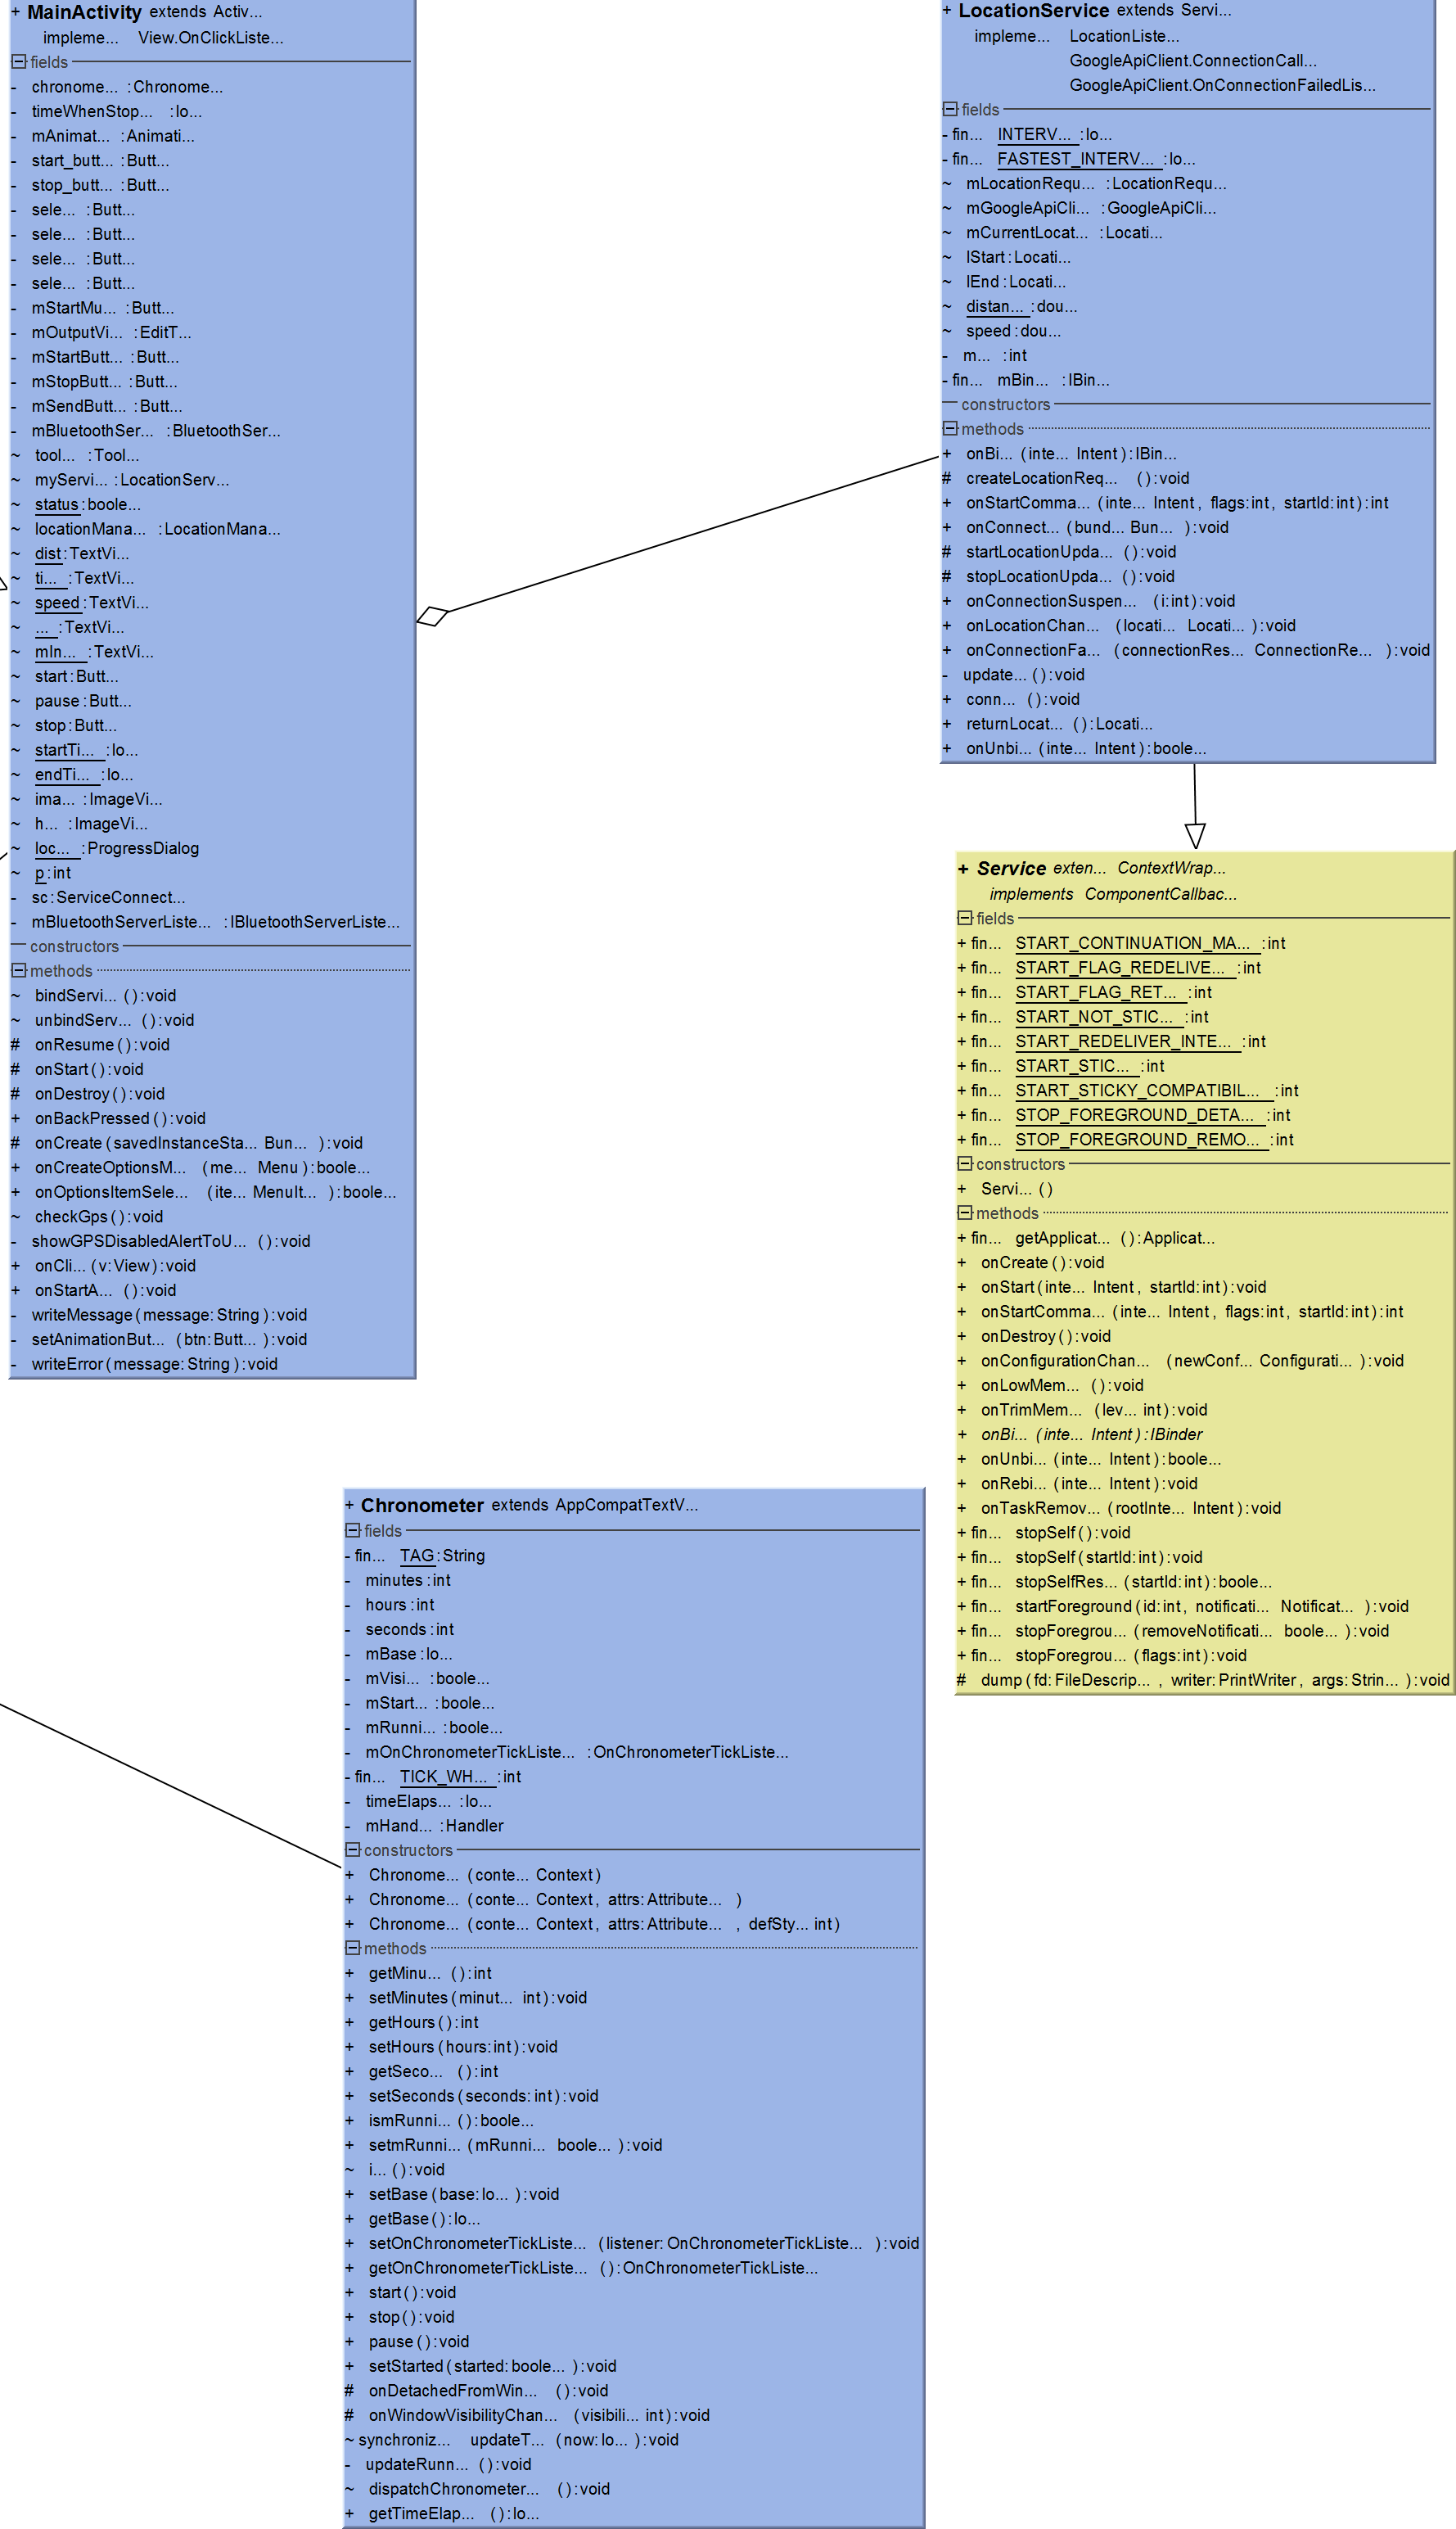 + MainActivity extends Activ...
impleme... View.OnClickListe...
fields
- chronome... :Chronome...
- timeWhenStop... :lo...
- mAnimat... :Animati...
- start_butt... :Butt...
- stop_butt... :Butt...
- sele... :Butt...
- sele... :Butt...
- sele... :Butt...
- sele... :Butt...
- mStartMu... :Butt...
- mOutputVi... :EditT...
- mStartButt... :Butt...
- mStopButt... :Butt...
- mSendButt... :Butt...
- mBluetoothSer... :BluetoothSer...
~ tool... :Tool...
~ myServi... :LocationServ...
~ status:boole...
~ locationMana... :LocationMana...
~ dist:TextVi...
~ ti... :TextVi...
~ speed:TextVi...
~ ... :TextVi...
~ mIn... :TextVi...
~ start:Butt...
~ pause:Butt...
~ stop:Butt...
~ startTi... :lo...
~ endTi... :lo...
~ ima... :ImageVi...
~ h... :ImageVi...
~ loc... :ProgressDialog
~ p:int
- sc:ServiceConnect...
- mBluetoothServerListe... :IBluetoothServerListe...
constructors
methods
~ bindServi... ():void
~ unbindServ... ():void
# onResume():void
# onStart():void
# onDestroy():void
+ onBackPressed():void
# onCreate(savedInstanceSta... Bun... ):void
+ onCreateOptionsM... (me... Menu):boole...
+ onOptionsItemSele... (ite... MenuIt... ):boole...
~ checkGps():void
- showGPSDisabledAlertToU... ():void
+ onCli... (v:View):void
+ onStartA... ():void
- writeMessage(message:String):void
- setAnimationBut... (btn:Butt... ):void
- writeError(message:String):void
+ LocationService extends Servi...
impleme... LocationListe...
GoogleApiClient.ConnectionCall...
GoogleApiClient.OnConnectionFailedLis...
fields
- fin... INTERV... :lo...
- fin... FASTEST_INTERV... :lo...
~ mLocationRequ... :LocationRequ...
~ mGoogleApiCli... :GoogleApiCli...
~ mCurrentLocat... :Locati...
~ lStart:Locati...
~ lEnd:Locati...
~ distan... :dou...
~ speed:dou...
- m... :int
- fin... mBin... :IBin...
constructors
methods
+ onBi... (inte... Intent):IBin...
# createLocationReq... ():void
+ onStartComma... (inte... Intent, flags:int, startId:int):int
+ onConnect... (bund... Bun... ):void
# startLocationUpda... ():void
# stopLocationUpda... ():void
+ onConnectionSuspen... (i:int):void
+ onLocationChan... (locati... Locati... ):void
+ onConnectionFa... (connectionRes... ConnectionRe... ):void
- update... ():void
+ conn... ():void
+ returnLocat... ():Locati...
+ onUnbi... (inte... Intent):boole...
+ Service exten... ContextWrap...
implements ComponentCallbac...
fields
+ fin... START_CONTINUATION_MA... :int
+ fin... START_FLAG_REDELIVE... :int
+ fin... START_FLAG_RET... :int
+ fin... START_NOT_STIC... :int
+ fin... START_REDELIVER_INTE... :int
+ fin... START_STIC... :int
+ fin... START_STICKY_COMPATIBIL... :int
+ fin... STOP_FOREGROUND_DETA... :int
+ fin... STOP_FOREGROUND_REMO... :int
constructors
+ Servi... ()
methods
+ fin... getApplicat... ():Applicat...
+ onCreate():void
+ onStart(inte... Intent, startId:int):void
+ onStartComma... (inte... Intent, flags:int, startId:int):int
+ onDestroy():void
+ onConfigurationChan... (newConf... Configurati... ):void
+ onLowMem... ():void
+ onTrimMem... (lev... int):void
+ onBi... (inte... Intent):IBinder
+ onUnbi... (inte... Intent):boole...
+ onRebi... (inte... Intent):void
+ onTaskRemov... (rootInte... Intent):void
+ fin... stopSelf():void
+ fin... stopSelf(startId:int):void
+ fin... stopSelfRes... (startId:int):boole...
+ fin... startForeground(id:int, notificati... Notificat... ):void
+ fin... stopForegrou... (removeNotificati... boole... ):void
+ fin... stopForegrou... (flags:int):void
# dump(fd:FileDescrip... , writer:PrintWriter, args:Strin... ):void
+ Chronometer extends AppCompatTextV...
fields
- fin... TAG:String
- minutes:int
- hours:int
- seconds:int
- mBase:lo...
- mVisi... :boole...
- mStart... :boole...
- mRunni... :boole...
- mOnChronometerTickListe... :OnChronometerTickListe...
- fin... TICK_WH... :int
- timeElaps... :lo...
- mHand... :Handler
constructors
+ Chronome... (conte... Context)
+ Chronome... (conte... Context, attrs:Attribute... )
+ Chronome... (conte... Context, attrs:Attribute... , defSty... int)
methods
+ getMinu... ():int
+ setMinutes(minut... int):void
+ getHours():int
+ setHours(hours:int):void
+ getSeco... ():int
+ setSeconds(seconds:int):void
+ ismRunni... ():boole...
+ setmRunni... (mRunni... boole... ):void
~ i... ():void
+ setBase(base:lo... ):void
+ getBase():lo...
+ setOnChronometerTickListe... (listener:OnChronometerTickListe... ):void
+ getOnChronometerTickListe... ():OnChronometerTickListe...
+ start():void
+ stop():void
+ pause():void
+ setStarted(started:boole... ):void
# onDetachedFromWin... ():void
# onWindowVisibilityChan... (visibili... int):void
~ synchroniz... updateT... (now:lo... ):void
- updateRunn... ():void
~ dispatchChronometer... ():void
+ getTimeElap... ():lo...